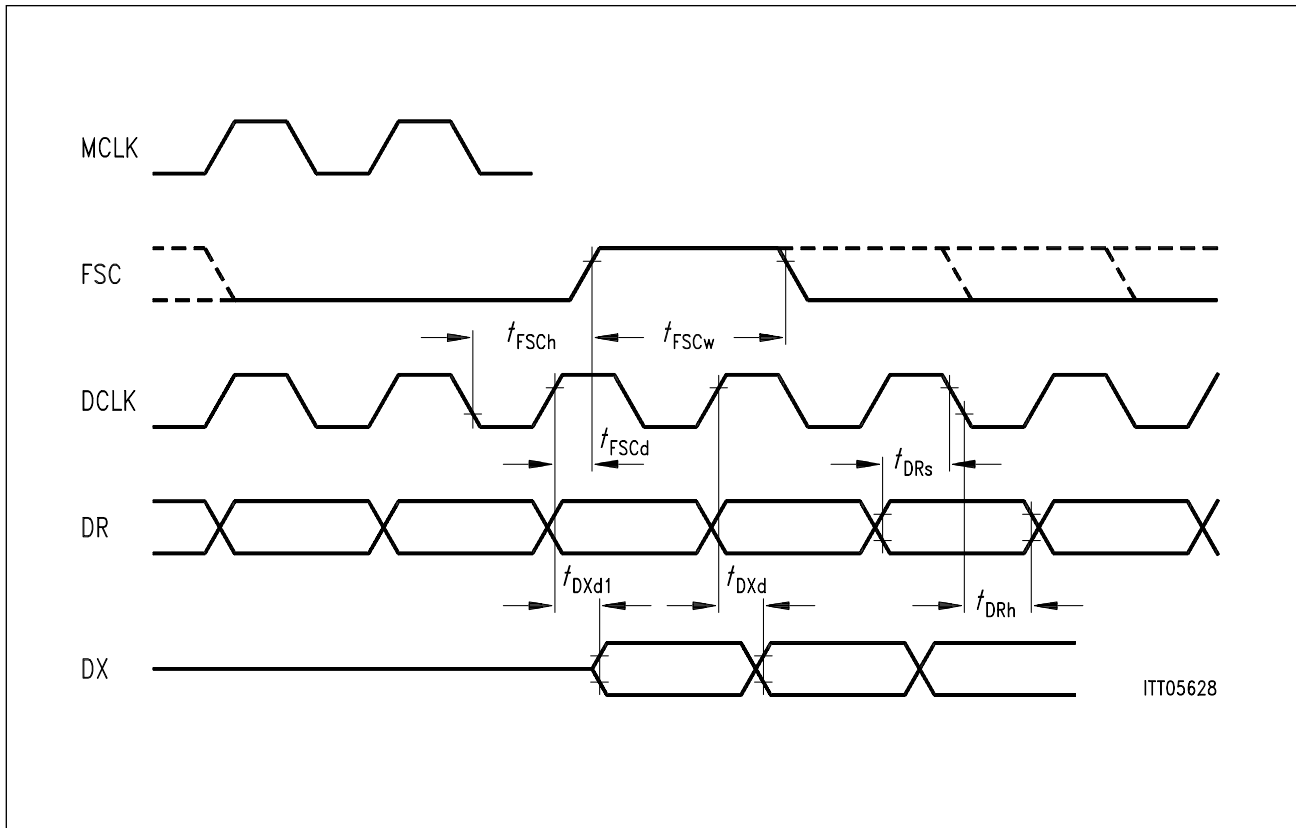 MCLK
FSC
tFSCh
tFSCw
DCLK
tFSCd
tDRs
DR
tDXd1
tDXd
tDRh
DX
ITT05628